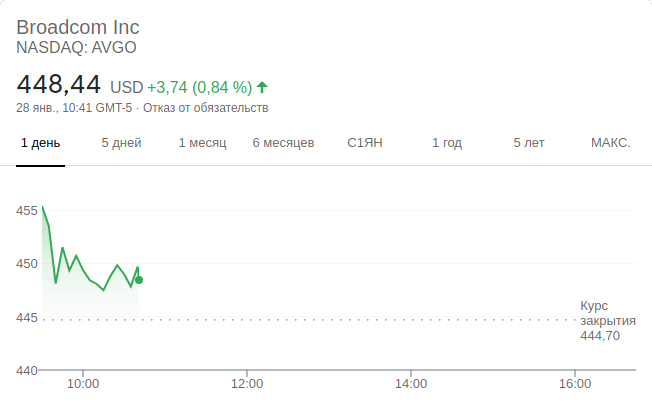 Broadcom Inc
NASDAQ: AVGO
448,44 USD +3,74 (0,84 %)
28 янв., 10:41 GMT-5 · Отказ от обязательств
1 день 5 дней 1 месяц 6 месяцев С1ЯН 1 год 5 лет МАКС.
455
450
445
440
Курс
закрытия
444,70
10:00 12:00 14:00 16:00